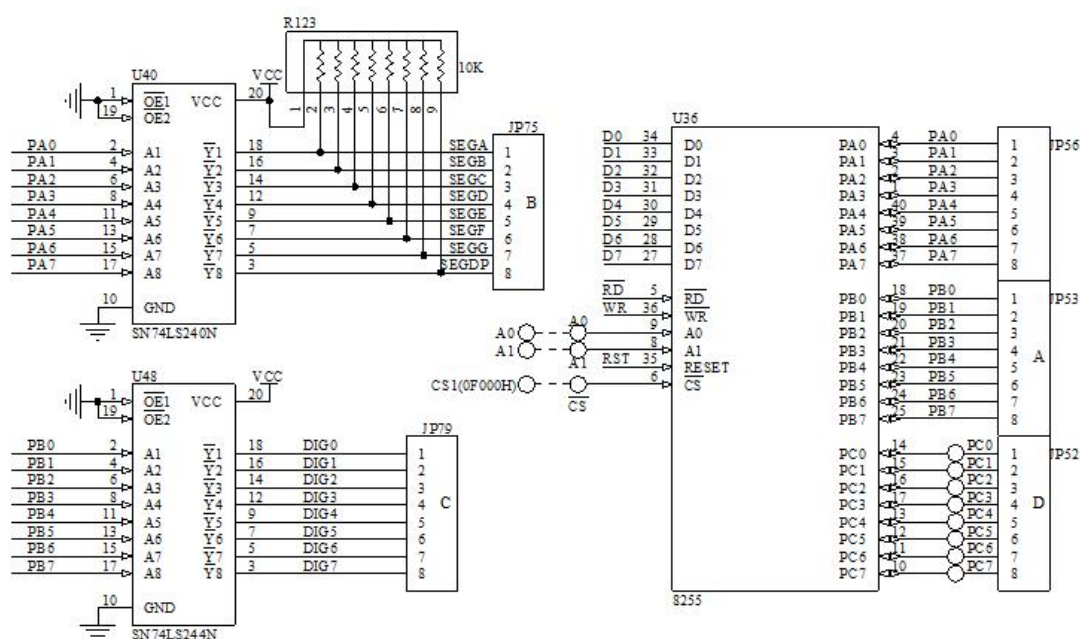 R123
10K
U40
VCC
1 OE1 VCC 20
19 OE2
1 2 3 4 5 6 7 8 9
JP75
PA0 2 A1 Y1 18 SEGA 1
PA1 4 A2 Y2 16 SEGB 2
PA2 6 A3 Y3 14 SEGC 3
PA3 8 A4 Y4 12 SEGD 4
PA4 11 A5 Y5 9 SEGE 5
PA5 13 A6 Y6 7 SEGF 6
PA6 15 A7 Y7 5 SEGG 7
PA7 17 A8 Y8 3 SEGDP 8
B
10 GND
SN74LS240N
U48
VCC
1 OE1 VCC 20
19 OE2
JP79
PB0 2 A1 Y1 18 DIG0 1
PB1 4 A2 Y2 16 DIG1 2
PB2 6 A3 Y3 14 DIG2 3
PB3 8 A4 Y4 12 DIG3 4
PB4 11 A5 Y5 9 DIG4 5
PB5 13 A6 Y6 7 DIG5 6
PB6 15 A7 Y7 5 DIG6 7
PB7 17 A8 Y8 3 DIG7 8
C
10 GND
SN74LS244N
U36
D0 34 D0 PA0 4 PA0 1 JP56
D1 33 D1 PA1 3 PA1 2
D2 32 D2 PA2 2 PA2 3
D3 31 D3 PA3 1 PA3 4
D4 30 D4 PA4 40 PA4 5
D5 29 D5 PA5 39 PA5 6
D6 28 D6 PA6 38 PA6 7
D7 27 D7 PA7 37 PA7 8
RD 5 RD PB0 18 PB0 1 JP53
WR 36 WR PB1 19 PB1 2
A0 A0 9 A0 PB2 20 PB2 3
A1 A1 8 A1 PB3 21 PB3 4
RST 35 RESET PB4 22 PB4 5
CS1(0F000H) CS 6 CS PB5 23 PB5 6
PB6 24 PB6 7
PB7 25 PB7 8
A
PC0 14 PC0 1 JP52
PC1 15 PC1 2
PC2 16 PC2 3
PC3 17 PC3 4
PC4 13 PC4 5
PC5 12 PC5 6
PC6 11 PC6 7
PC7 10 PC7 8
D
8255